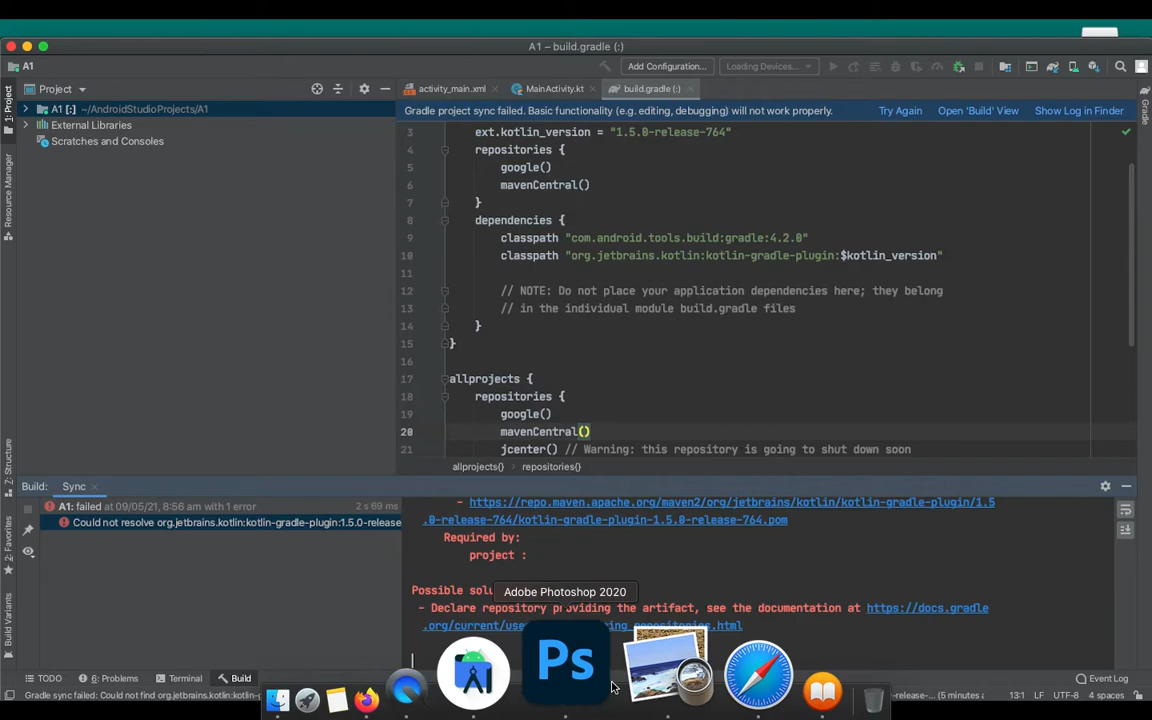 A1 – build.gradle (:)
A1
Add Configuration...
Loading Devices...
1: Project
Resource Manager
Z: Structure
2: Favorites
Build Variants
Gradle
Project
A1 [:] ~/AndroidStudioProjects/A1
External Libraries
Scratches and Consoles
activity_main.xml
MainActivity.kt
build.gradle (:)
Gradle project sync failed. Basic functionality (e.g. editing, debugging) will not work properly.
Try Again
Open 'Build' View
Show Log in Finder
3 ext.kotlin_version = "1.5.0-release-764"
4 repositories {
5 google()
6 mavenCentral()
7 }
8 dependencies {
9 classpath "com.android.tools.build:gradle:4.2.0"
10 classpath "org.jetbrains.kotlin:kotlin-gradle-plugin:$kotlin_version"
11
12 // NOTE: Do not place your application dependencies here; they belong
13 // in the individual module build.gradle files
14 }
15 }
16
17 allprojects {
18 repositories {
19 google()
20 mavenCentral()
21 jcenter() // Warning: this repository is going to shut down soon
allprojects{} repositories{}
Build: Sync
A1: failed at 09/05/21, 8:56 am with 1 error 2 s 69 ms
Could not resolve org.jetbrains.kotlin:kotlin-gradle-plugin:1.5.0-release
- https://repo.maven.apache.org/maven2/org/jetbrains/kotlin/kotlin-gradle-plugin/1.5
.0-release-764/kotlin-gradle-plugin-1.5.0-release-764.pom
Required by:
project :
Possible solu
- Declare repository providing the artifact, see the documentation at https://docs.gradle
.org/current/use ing_repositories.html
Adobe Photoshop 2020
Ps
TODO
6: Problems
Terminal
Build
Event Log
Gradle sync failed: Could not find org.jetbrains.kotlin:kotlin-g -release-... (5 minutes a 13:1 LF UTF-8 4 spaces